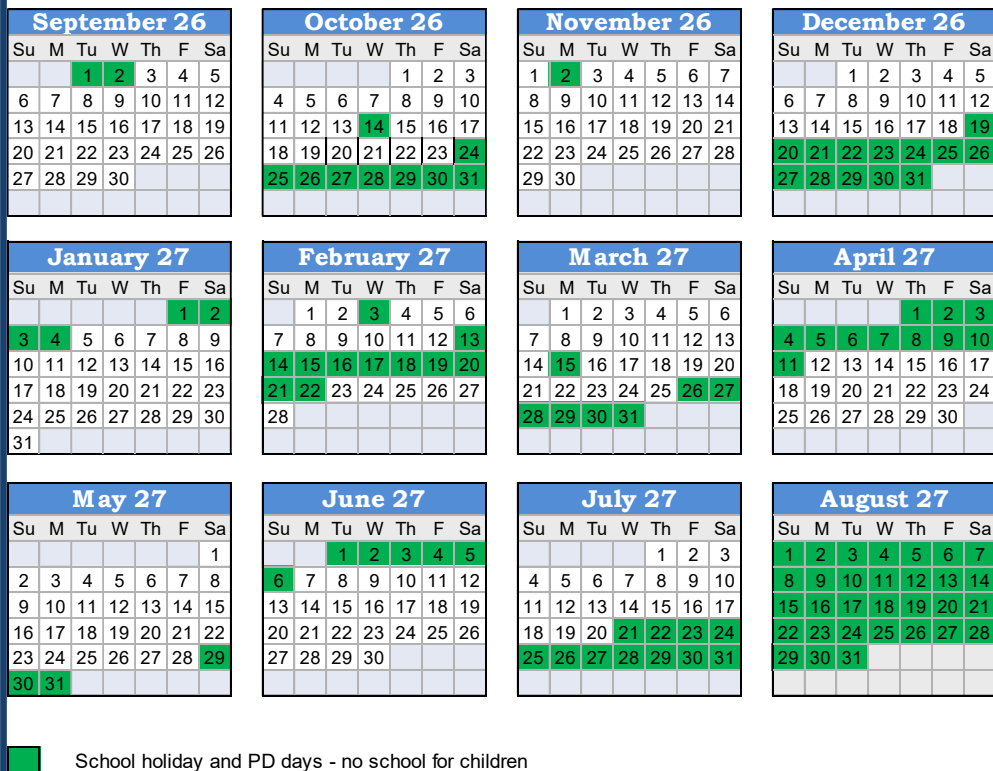 September 26 October 26 November 26 December 26
Su M Tu W Th F Sa Su M Tu W Th F Sa Su M Tu W Th F Sa Su M Tu W Th F Sa
1 2 3 4 5 1 2 3 1 2 3 4 5 6 7 1 2 3 4 5
6 7 8 9 10 11 12 4 5 6 7 8 9 10 8 9 10 11 12 13 14 6 7 8 9 10 11 12
13 14 15 16 17 18 19 11 12 13 14 15 16 17 15 16 17 18 19 20 21 13 14 15 16 17 18 19
20 21 22 23 24 25 26 18 19 20 21 22 23 24 22 23 24 25 26 27 28 20 21 22 23 24 25 26
27 28 29 30 25 26 27 28 29 30 31 29 30 27 28 29 30 31
January 27 February 27 March 27 April 27
Su M Tu W Th F Sa Su M Tu W Th F Sa Su M Tu W Th F Sa Su M Tu W Th F Sa
1 2 1 2 3 4 5 6 1 2 3 4 5 6 1 2 3
3 4 5 6 7 8 9 7 8 9 10 11 12 13 7 8 9 10 11 12 13 4 5 6 7 8 9 10
10 11 12 13 14 15 16 14 15 16 17 18 19 20 14 15 16 17 18 19 20 11 12 13 14 15 16 17
17 18 19 20 21 22 23 21 22 23 24 25 26 27 21 22 23 24 25 26 27 18 19 20 21 22 23 24
24 25 26 27 28 29 30 28 28 29 30 31 25 26 27 28 29 30
31
May 27 June 27 July 27 August 27
Su M Tu W Th F Sa Su M Tu W Th F Sa Su M Tu W Th F Sa Su M Tu W Th F Sa
1 1 2 3 4 5 1 2 3 1 2 3 4 5 6 7
2 3 4 5 6 7 8 6 7 8 9 10 11 12 4 5 6 7 8 9 10 8 9 10 11 12 13 14
9 10 11 12 13 14 15 13 14 15 16 17 18 19 11 12 13 14 15 16 17 15 16 17 18 19 20 21
16 17 18 19 20 21 22 20 21 22 23 24 25 26 18 19 20 21 22 23 24 22 23 24 25 26 27 28
23 24 25 26 27 28 29 27 28 29 30 25 26 27 28 29 30 31 29 30 31
30 31
School holiday and PD days - no school for children